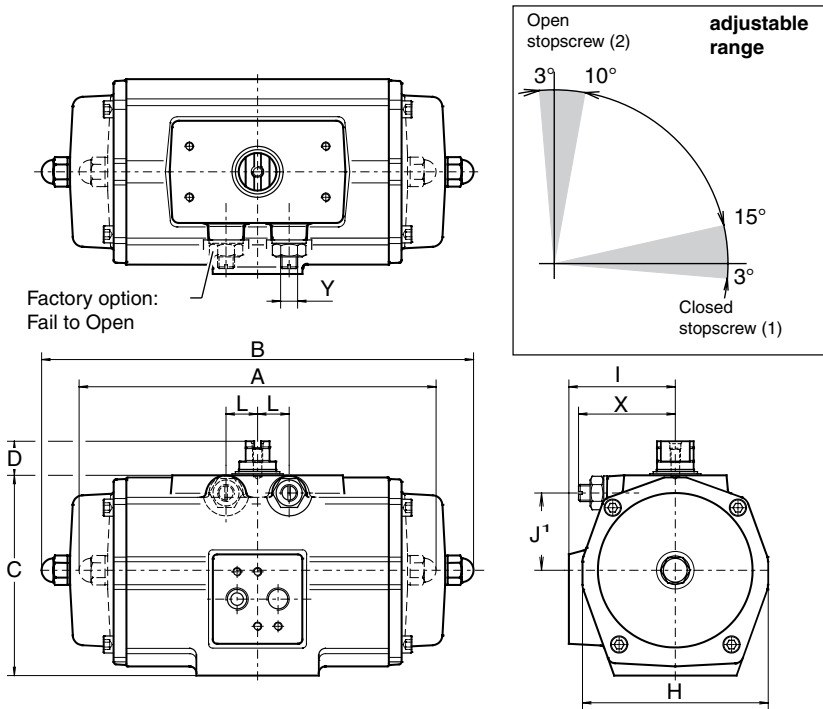 Open
stopscrew (2)
adjustable
range
3°
10°
15°
3°
Closed
stopscrew (1)
Factory option:
Fail to Open
Y
B
A
L
L
D
C
I
X
J¹
H